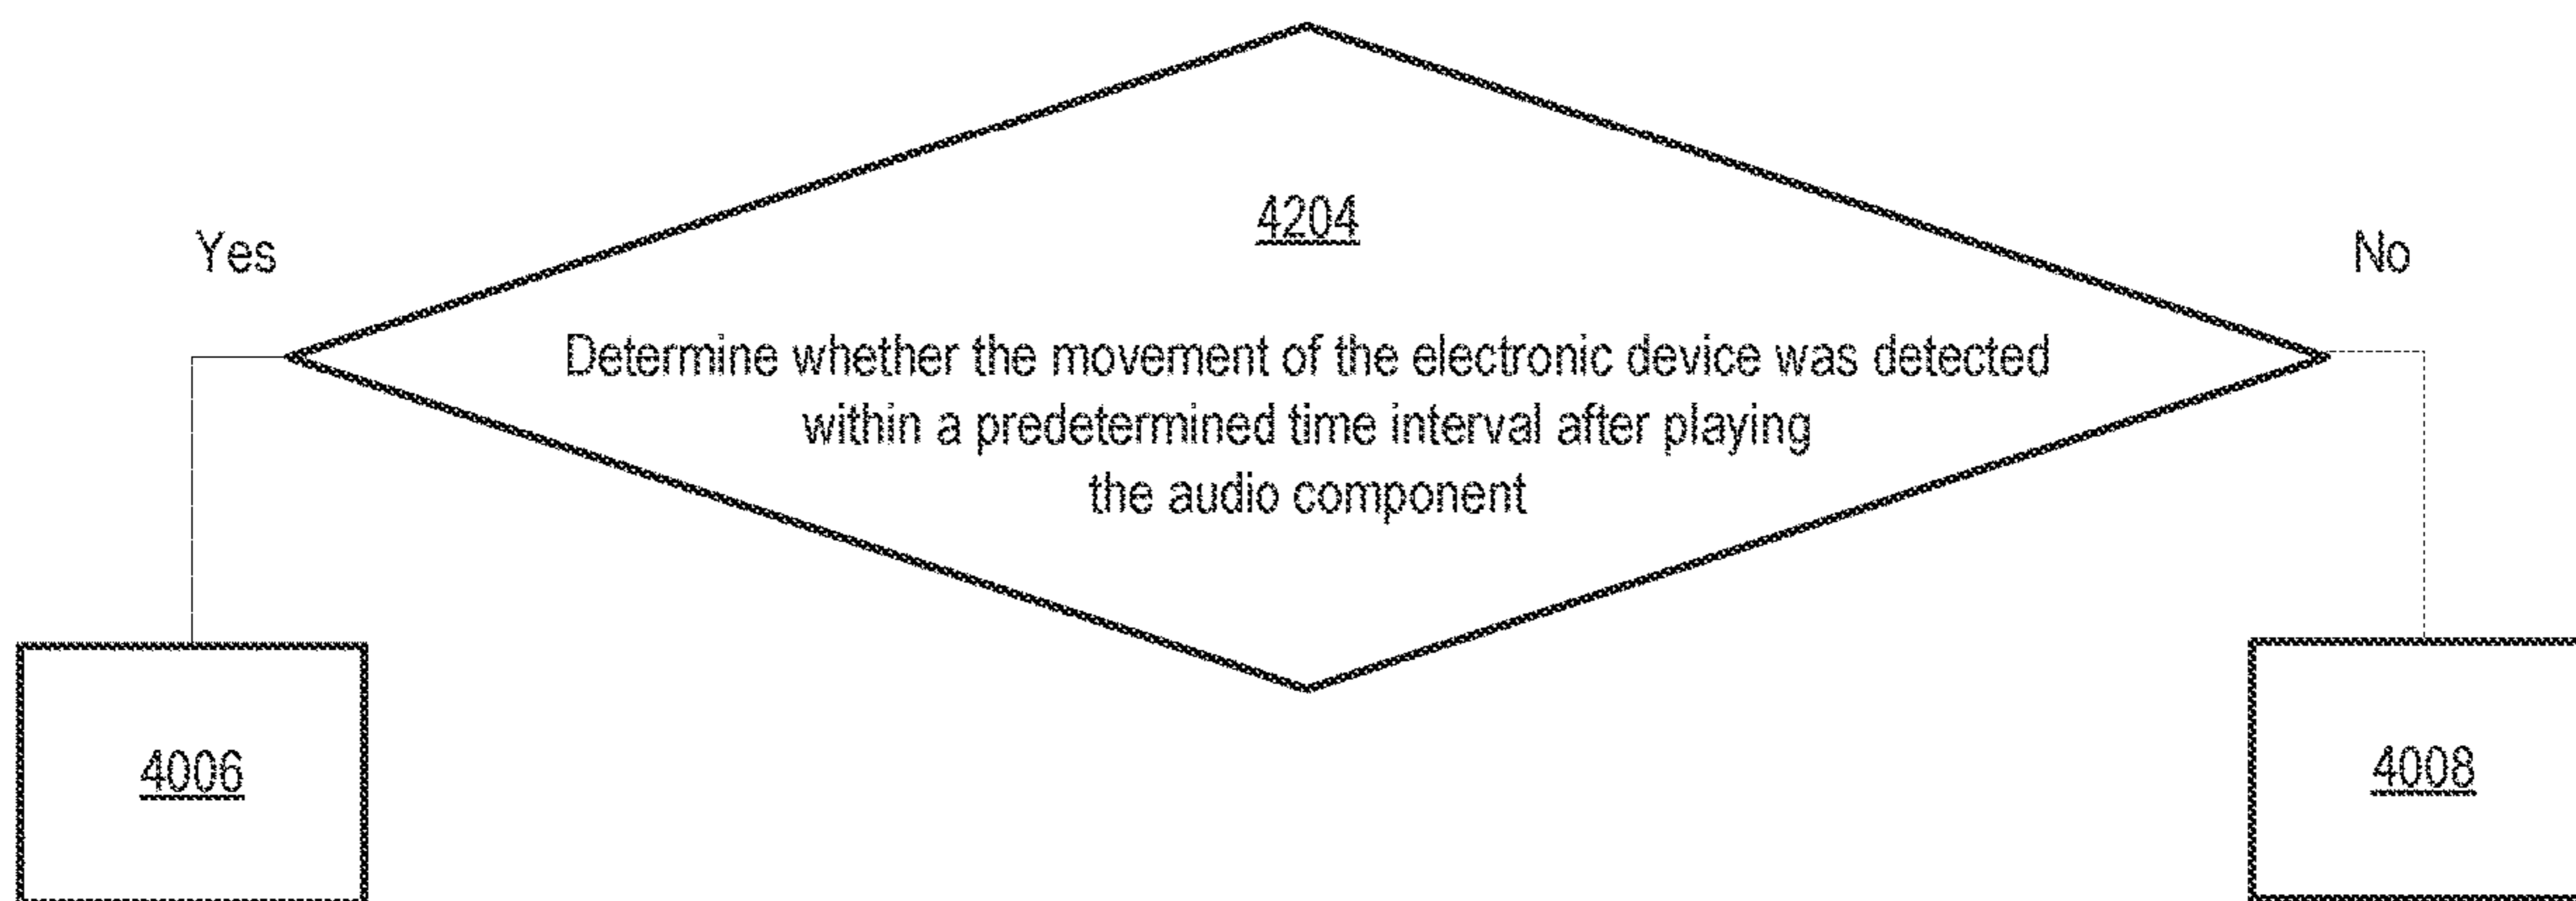 4204
Yes
No
Determine whether the movement of the electronic device was detected
within a predetermined time interval after playing
the audio component
4006
4008